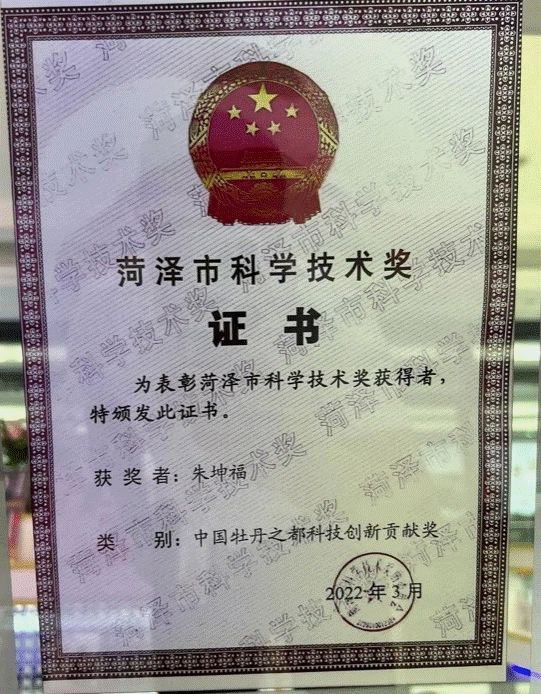 菏泽市科学技术奖
证书
为表彰菏泽市科学技术奖获得者，
特颁发此证书。
获奖者：朱坤福
类别：中国牡丹之都科技创新贡献奖
2022年3月